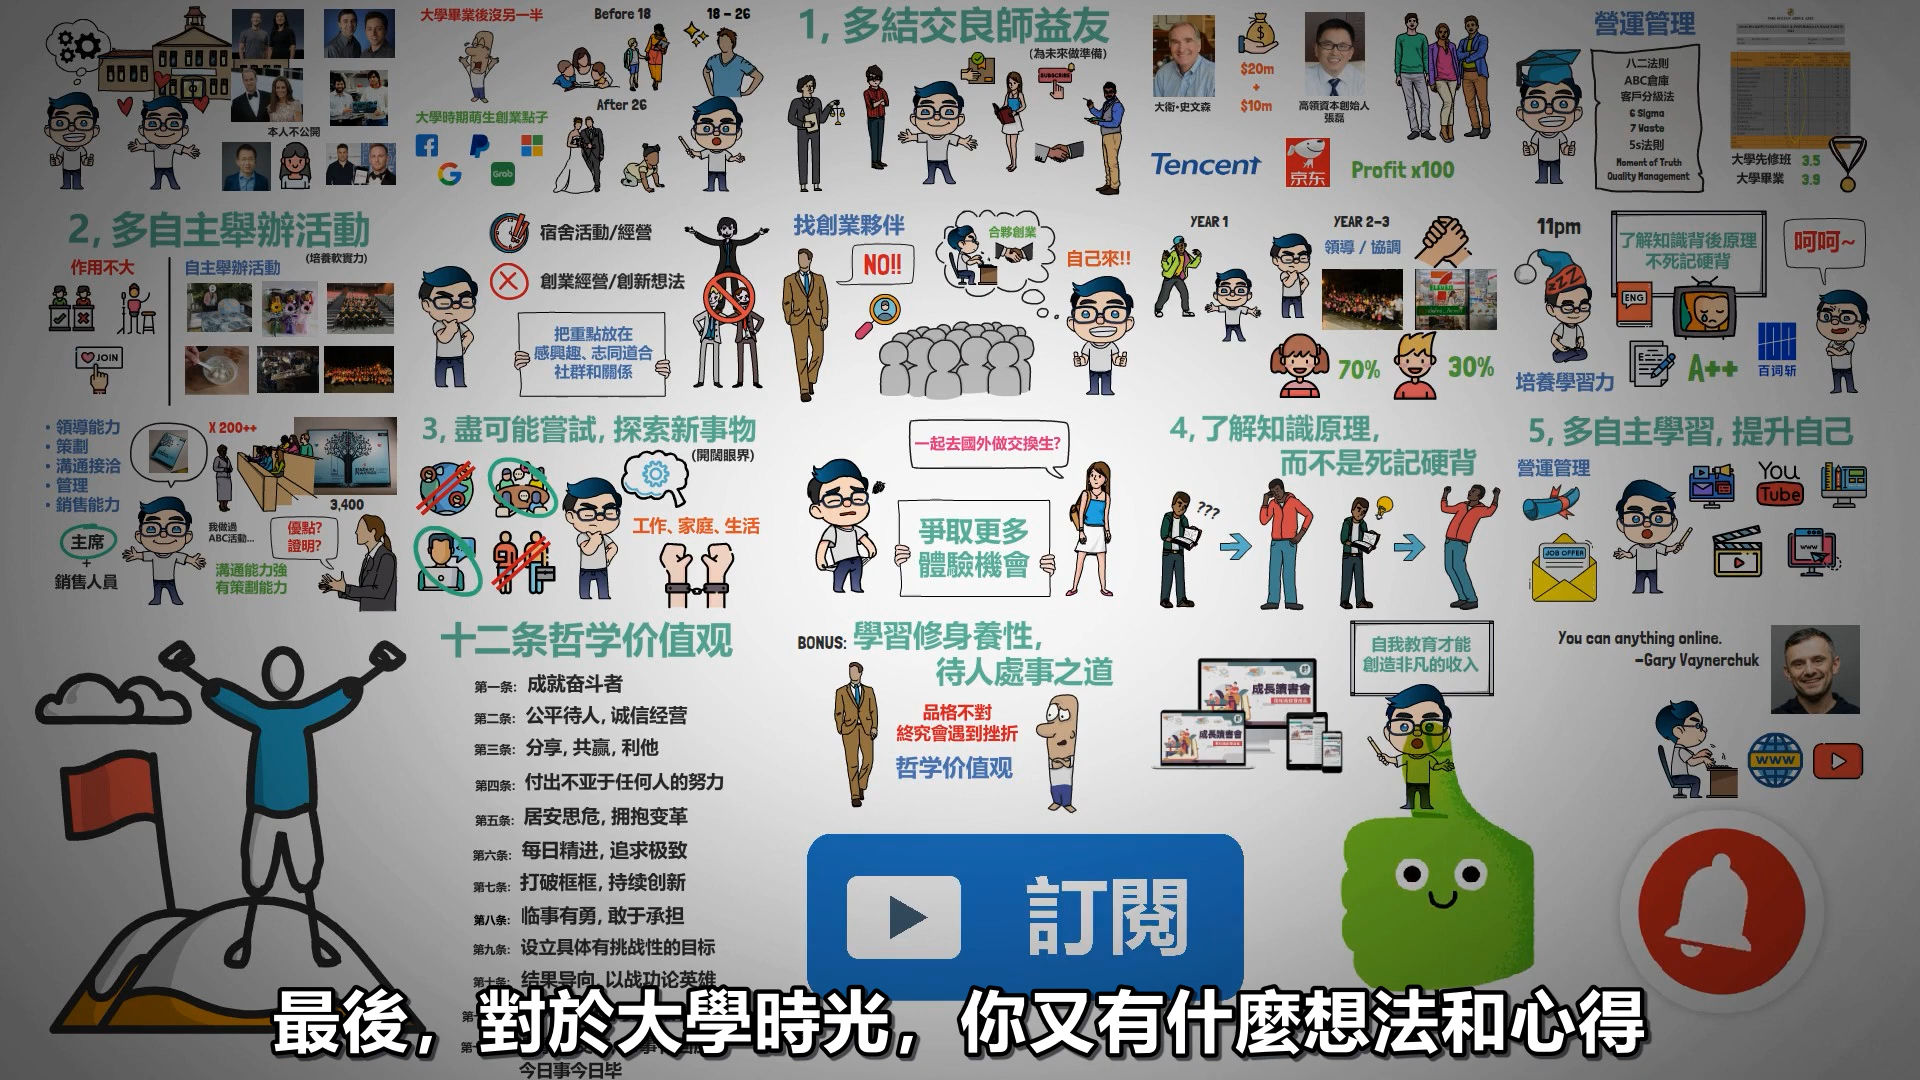 大學畢業後沒另一半
Before 18
18 - 26
1, 多結交良師益友
(為未來做準備)
SUBSCRIBE
$20m
+
$10m
大衛·史文森
高領資本創始人
張磊
營運管理
八二法則
ABC倉庫
客戶分級法
6 Sigma
7 Waste
5s法則
Moment of Truth
Quality Management
本人不公開
大學時期萌生創業點子
After 26
Grab
Tencent
京东
Profit x100
大學先修班 3.5
大學畢業 3.9
2, 多自主舉辦活動
(培養軟實力)
作用不大
自主舉辦活動
JOIN
宿舍活動/經營
創業經營/創新想法
把重點放在
感興趣、志同道合
社群和關係
找創業夥伴
NO!!
合夥創業
自己來!!
YEAR 1
YEAR 2-3
領導 / 協調
70%
30%
11pm
了解知識背後原理
不死記硬背
呵呵~
ZZZ
ENG
A++
百词斩
培養學習力
• 領導能力
• 策劃
• 溝通接洽
• 管理
• 銷售能力
X 200++
3,400
主席
+
銷售人員
我做過
ABC活動...
優點?
證明?
溝通能力強
有策劃能力
3, 盡可能嘗試, 探索新事物
(開闊眼界)
工作、家庭、生活
一起去國外做交換生?
爭取更多
體驗機會
4, 了解知識原理,
而不是死記硬背
???
5, 多自主學習, 提升自己
營運管理
You
Tube
JOB OFFER
WWW
十二条哲学价值观
第一条: 成就奋斗者
第二条: 公平待人, 诚信经营
第三条: 分享, 共赢, 利他
第四条: 付出不亚于任何人的努力
第五条: 居安思危, 拥抱变革
第六条: 每日精进, 追求极致
第七条: 打破框框, 持续创新
第八条: 临事有勇, 敢于承担
第九条: 设立具体有挑战性的目标
第十条: 结果导向, 以战功论英雄
今日事今日毕
BONUS: 學習修身養性,
待人處事之道
品格不對
終究會遇到挫折
哲学价值观
成長讀書會
成長讀書會
自我教育才能
創造非凡的收入
You can anything online.
-Gary Vaynerchuk
WWW
訂閱
最後，對於大學時光，你又有什麼想法和心得